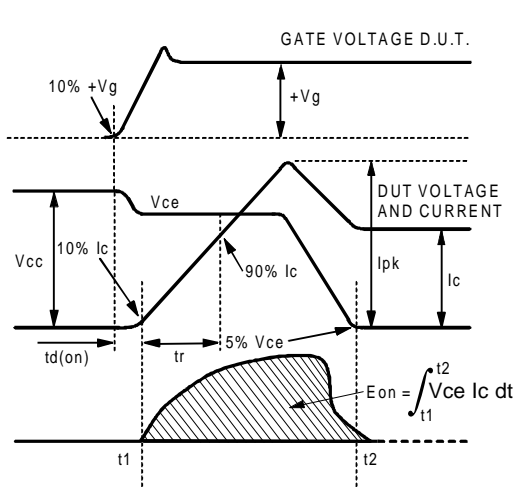 GATE VOLTAGE D.U.T.
10% +Vg
+Vg
Vce
DUT VOLTAGE
AND CURRENT
10% Ic
Vcc
90% Ic
Ipk
Ic
td(on)
tr
5% Vce
Eon = ∫ t1 t2 Vce Ic dt
t1
t2